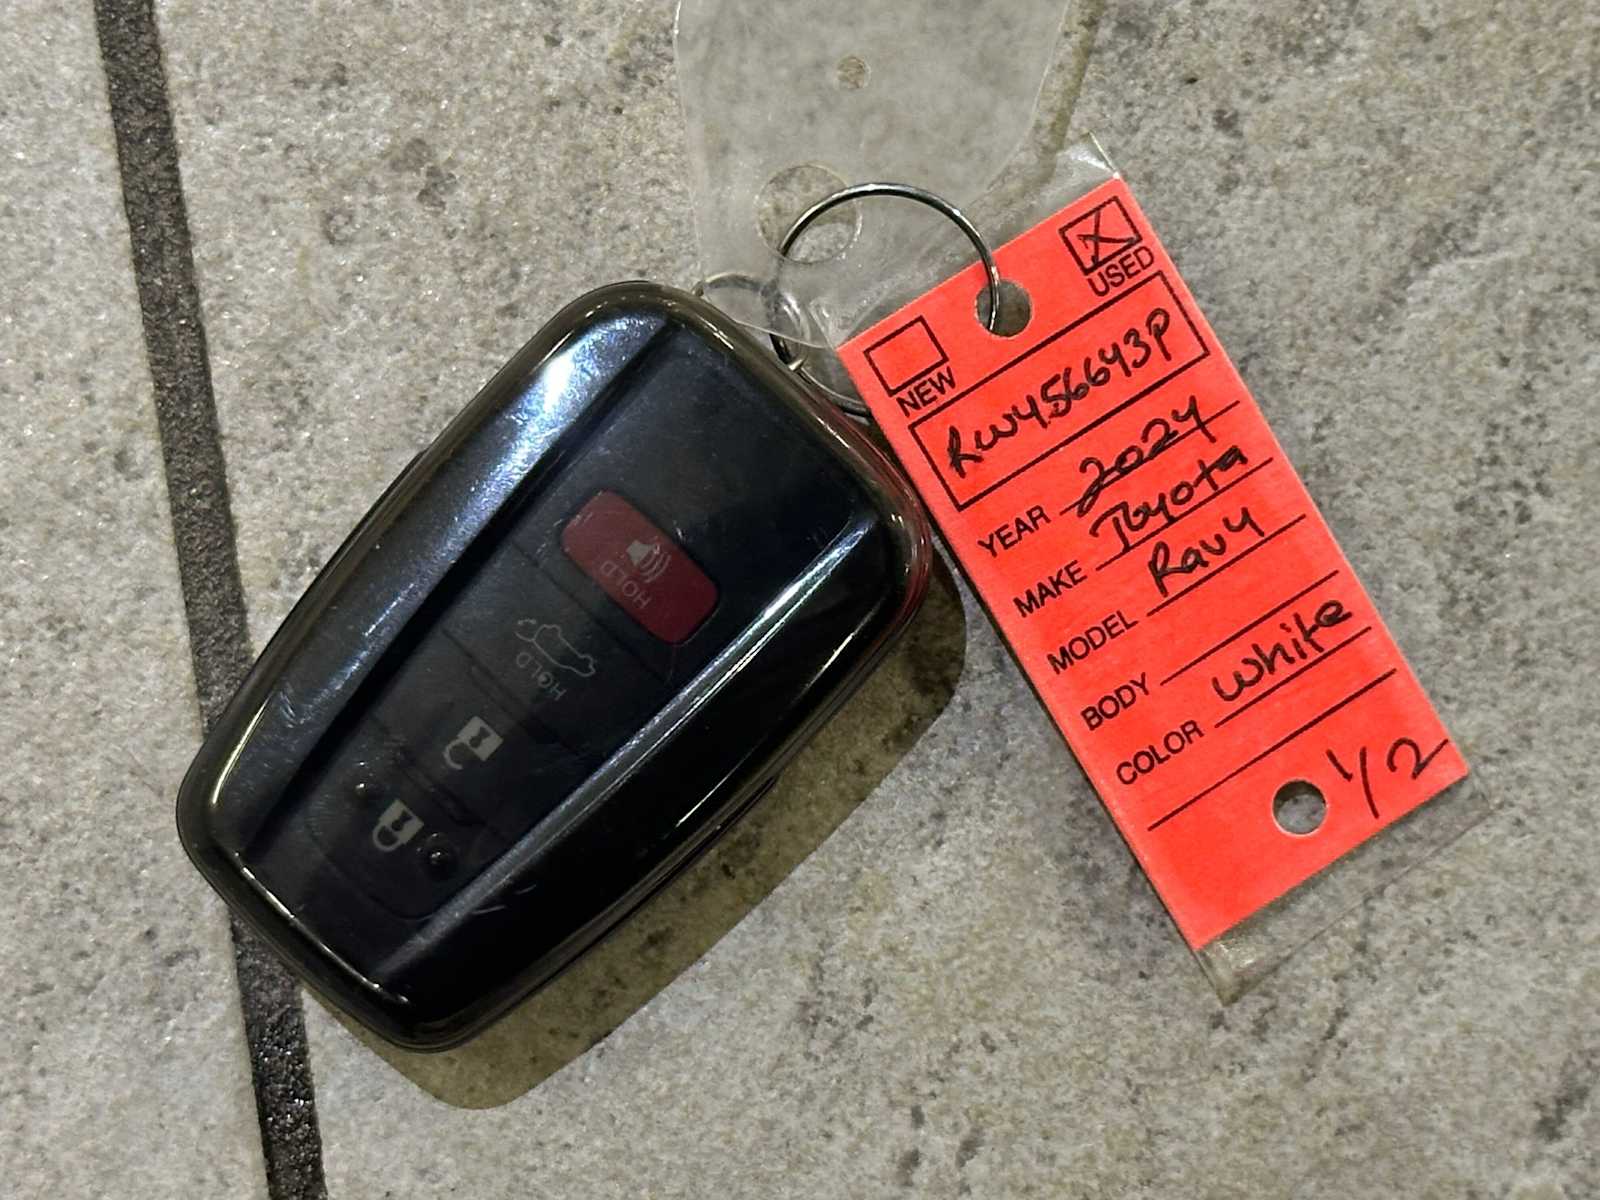 USED
NEW
RW456643P
YEAR 2024
MAKE Toyota
MODEL Rav4
BODY
COLOR White
1/2
HOLD
HOLD